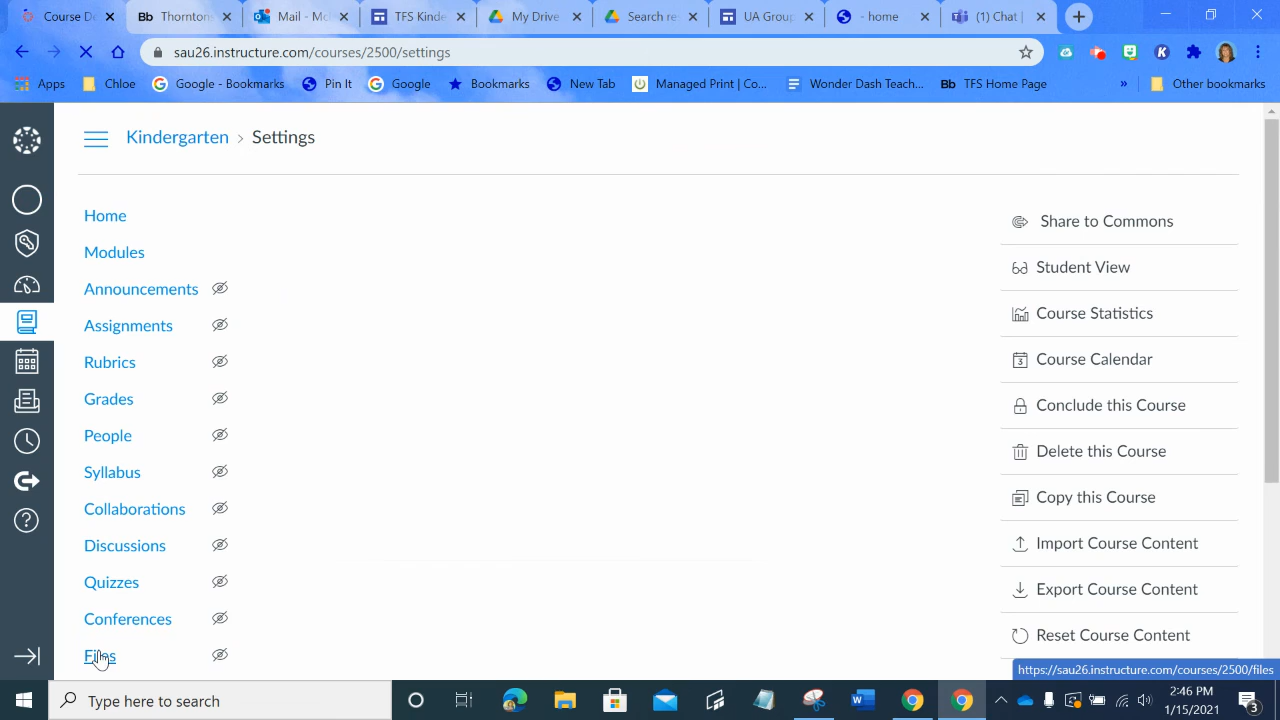 Course De
Bb Thornton
Mail - Mc
TFS Kinde
My Drive
Search re
UA Group
- home
(1) Chat |
sau26.instructure.com/courses/2500/settings
Apps
Chloe
Google - Bookmarks
Pin It
Google
Bookmarks
New Tab
Managed Print | Co...
Wonder Dash Teach...
Bb TFS Home Page
»
Other bookmarks
Kindergarten > Settings
Home
Modules
Announcements
Assignments
Rubrics
Grades
People
Syllabus
Collaborations
Discussions
Quizzes
Conferences
Files
Share to Commons
Student View
Course Statistics
Course Calendar
Conclude this Course
Delete this Course
Copy this Course
Import Course Content
Export Course Content
Reset Course Content
https://sau26.instructure.com/courses/2500/files
Type here to search
2:46 PM
1/15/2021
3